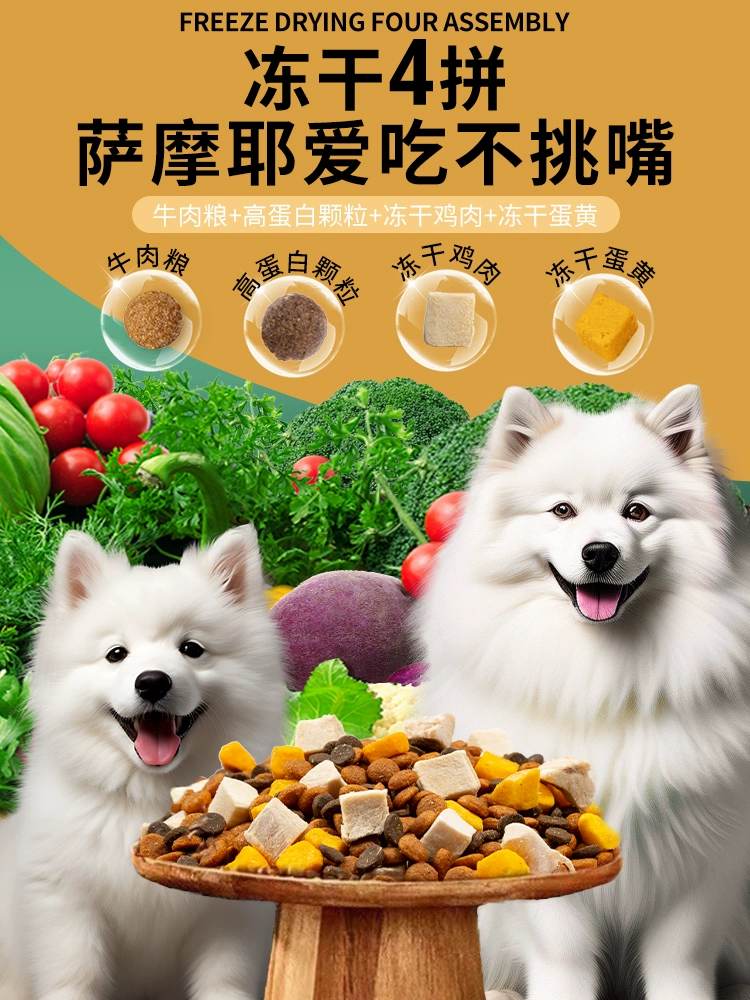 FREEZE DRYING FOUR ASSEMBLY
冻干4拼
萨摩耶爱吃不挑嘴
牛肉粮+高蛋白颗粒+冻干鸡肉+冻干蛋黄
牛肉粮
高蛋白颗粒
冻干鸡肉
冻干蛋黄